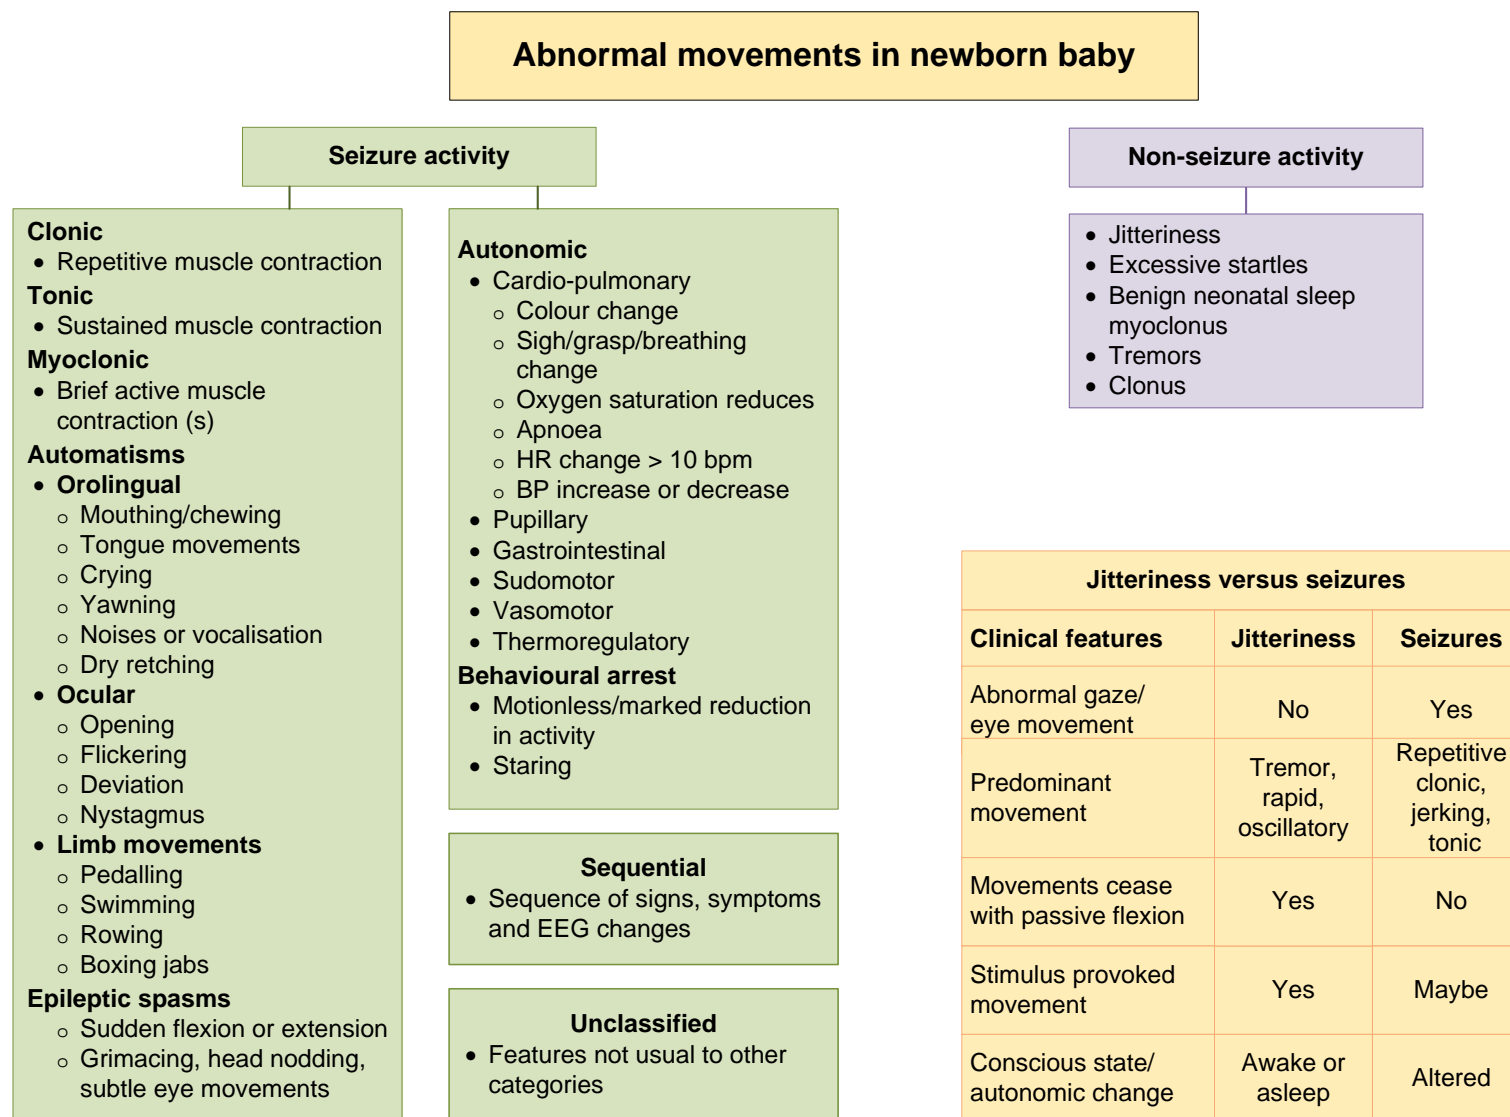 Abnormal movements in newborn baby
Seizure activity
Clonic
• Repetitive muscle contraction
Tonic
• Sustained muscle contraction
Myoclonic
• Brief active muscle
contraction (s)
Automatisms
• Orolingual
o Mouthing/chewing
o Tongue movements
o Crying
o Yawning
o Noises or vocalisation
o Dry retching
• Ocular
o Opening
o Flickering
o Deviation
o Nystagmus
• Limb movements
o Pedalling
o Swimming
o Rowing
o Boxing jabs
Epileptic spasms
o Sudden flexion or extension
o Grimacing, head nodding,
subtle eye movements
Autonomic
• Cardio-pulmonary
o Colour change
o Sigh/grasp/breathing
change
o Oxygen saturation reduces
o Apnoea
o HR change > 10 bpm
o BP increase or decrease
• Pupillary
• Gastrointestinal
• Sudomotor
• Vasomotor
• Thermoregulatory
Behavioural arrest
• Motionless/marked reduction
in activity
• Staring
Sequential
• Sequence of signs, symptoms
and EEG changes
Unclassified
• Features not usual to other
categories
Non-seizure activity
• Jitteriness
• Excessive startles
• Benign neonatal sleep
myoclonus
• Tremors
• Clonus
Jitteriness versus seizures
Clinical features Jitteriness Seizures
Abnormal gaze/
eye movement No Yes
Predominant
movement
Tremor,
rapid,
oscillatory
Repetitive
clonic,
jerking,
tonic
Movements cease
with passive flexion Yes No
Stimulus provoked
movement Yes Maybe
Conscious state/
autonomic change
Awake or
asleep
Altered